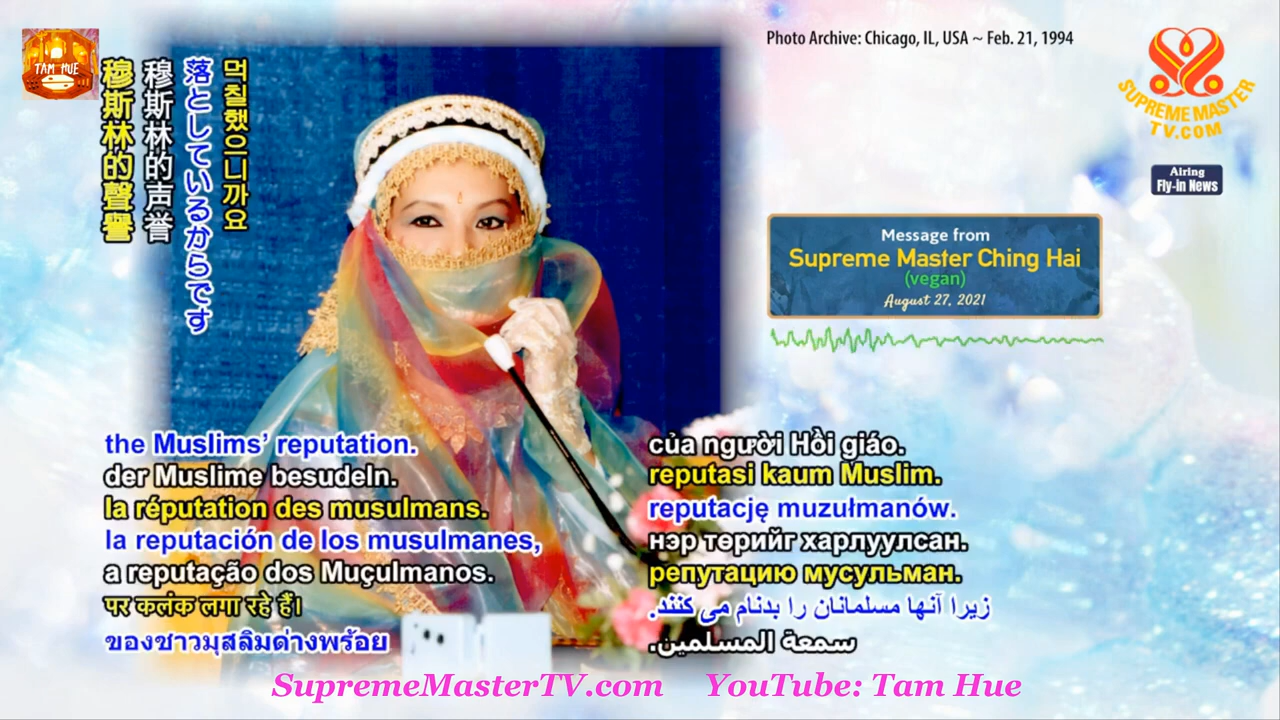 TAM HUE
穆斯林的聲譽
穆斯林的声誉
落としているからです
먹칠했으니까요
Photo Archive: Chicago, IL, USA ~ Feb. 21, 1994
SUPREME MASTER
TV.COM
Airing
Fly-in News
Message from
Supreme Master Ching Hai
(vegan)
August 27, 2021
the Muslims’ reputation.
der Muslime besudeln.
la réputation des musulmans.
la reputación de los musulmanes,
a reputação dos Muçulmanos.
पर कलंक लगा रहे हैं।
ของชาวมุสลิมด่างพร้อย
của người Hồi giáo.
reputasi kaum Muslim.
reputację muzułmanów.
нэр төрийг харлуулсан.
репутацию мусульман.
زیرا آنها مسلمانان را بدنام می کنند.
سمعة المسلمين.
SupremeMasterTV.com YouTube: Tam Hue